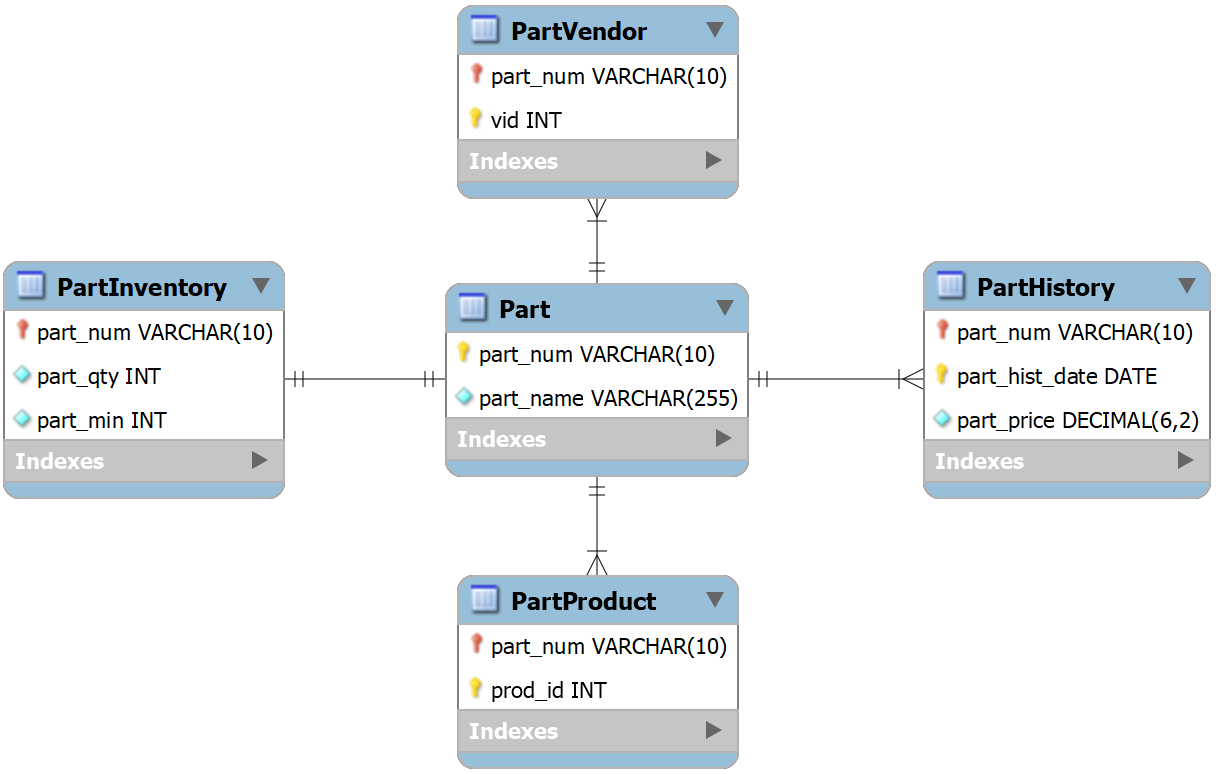 PartVendor
part_num VARCHAR(10)
vid INT
Indexes
PartInventory
part_num VARCHAR(10)
part_qty INT
part_min INT
Indexes
Part
part_num VARCHAR(10)
part_name VARCHAR(255)
Indexes
PartHistory
part_num VARCHAR(10)
part_hist_date DATE
part_price DECIMAL(6,2)
Indexes
PartProduct
part_num VARCHAR(10)
prod_id INT
Indexes